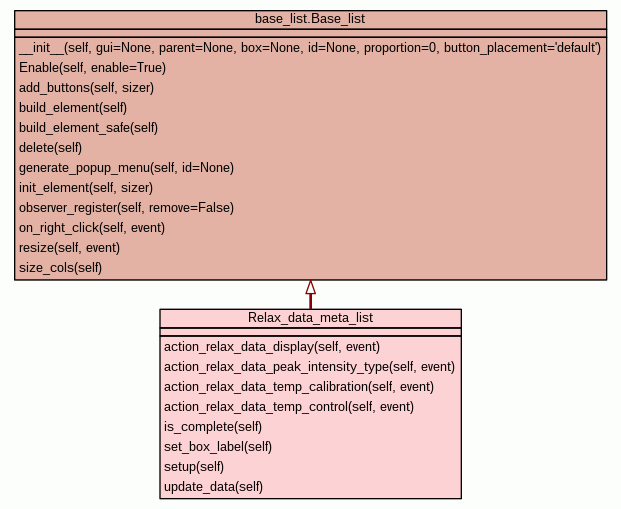 base_list.Base_list
__init__(self, gui=None, parent=None, box=None, id=None, proportion=0, button_placement='default')
Enable(self, enable=True)
add_buttons(self, sizer)
build_element(self)
build_element_safe(self)
delete(self)
generate_popup_menu(self, id=None)
init_element(self, sizer)
observer_register(self, remove=False)
on_right_click(self, event)
resize(self, event)
size_cols(self)
Relax_data_meta_list
action_relax_data_display(self, event)
action_relax_data_peak_intensity_type(self, event)
action_relax_data_temp_calibration(self, event)
action_relax_data_temp_control(self, event)
is_complete(self)
set_box_label(self)
setup(self)
update_data(self)